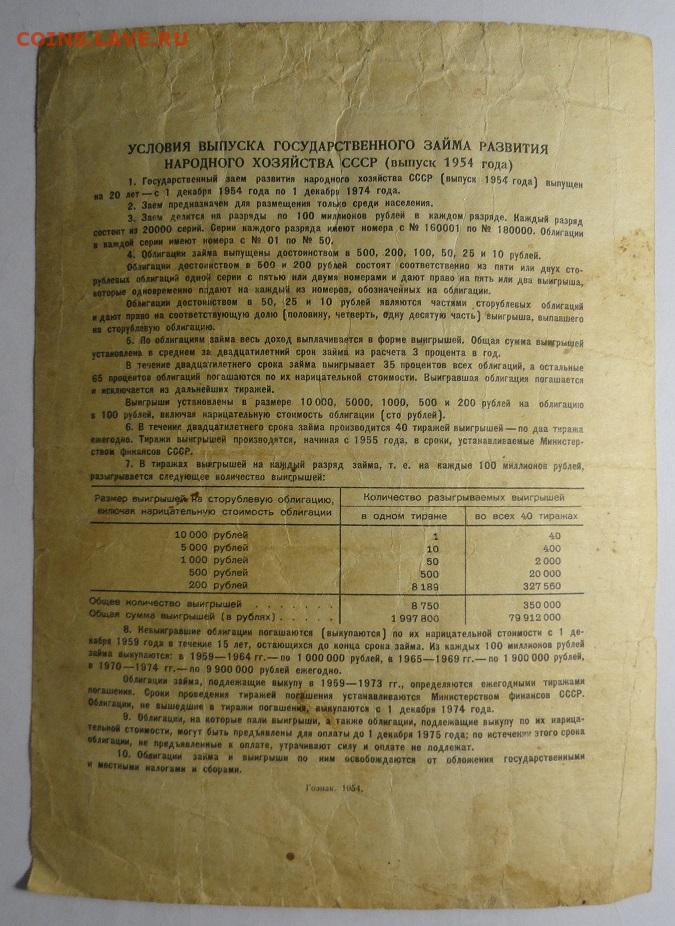 COINS.LAVE.RU
УСЛОВИЯ ВЫПУСКА ГОСУДАРСТВЕННОГО ЗАЙМА РАЗВИТИЯ
НАРОДНОГО ХОЗЯЙСТВА СССР (выпуск 1954 года)
1. Государственный заем развития народного хозяйства СССР (выпуск 1954 года) выпущен
на 20 лет — с 1 декабря 1954 года по 1 декабря 1974 года.
2. Заем предназначен для размещения только среди населения.
3. Заем делится на разряды по 100 миллионов рублей в каждом разряде. Каждый разряд
состоит из 20000 серий. Серии каждого разряда имеют номера с № 160001 по № 180000. Облигации
в каждой серии имеют номера с № 01 по № 50.
4. Облигации займа выпущены достоинством в 500, 200, 100, 50, 25 и 10 рублей.
Облигации достоинством в 500 и 200 рублей состоят соответственно из пяти или двух сто-
рублевых облигаций одной серии с пятью или двумя номерами и дают право на пять или два выигрыша,
которые одновременно падают на каждый из номеров, обозначенных на облигации.
Облигации достоинством в 50, 25 и 10 рублей являются частями сторублевых облигаций
и дают право на соответствующую долю (половину, четверть, одну десятую часть) выигрыша, выпавшего
на сторублевую облигацию.
5. По облигациям займа весь доход выплачивается в форме выигрышей. Общая сумма выигрышей
установлена в среднем за двадцатилетний срок займа из расчета 3 процента в год.
В течение двадцатилетнего срока займа выигрывает 35 процентов всех облигаций, а остальные
65 процентов облигаций погашаются по их нарицательной стоимости. Выигравшая облигация погашается
и исключается из дальнейших тиражей.
Выигрыши установлены в размере 10 000, 5000, 1000, 500 и 200 рублей на облигацию
в 100 рублей, включая нарицательную стоимость облигации (сто рублей).
6. В течение двадцатилетнего срока займа производится 40 тиражей выигрышей — по два тиража
ежегодно. Тиражи выигрышей производятся, начиная с 1955 года, в сроки, устанавливаемые Министер-
ством финансов СССР.
7. В тиражах выигрышей на каждый разряд займа, т. е. на каждые 100 миллионов рублей,
разыгрывается следующее количество выигрышей:
Размер выигрышей на сторублевую облигацию, Количество разыгрываемых выигрышей
включая нарицательную стоимость облигации в одном тираже во всех 40 тиражах
10 000 рублей 1 40
5 000 рублей 10 400
1 000 рублей 50 2 000
500 рублей 500 20 000
200 рублей 8 189 327 560
Общее количество выигрышей . . . . . . . 8 750 350 000
Общая сумма выигрышей (в рублях) . . . . . 1 997 800 79 912 000
8. Невыигравшие облигации погашаются (выкупаются) по их нарицательной стоимости с 1 де-
кабря 1959 года в течение 15 лет, остающихся до конца срока займа. Из каждых 100 миллионов рублей
займа выкупаются: в 1959—1964 гг.— по 1 000 000 рублей, в 1965—1969 гг.— по 1 900 000 рублей,
в 1970—1974 гг.— по 9 900 000 рублей ежегодно.
Облигации займа, подлежащие выкупу в 1959—1973 гг., определяются ежегодными тиражами
погашения. Сроки проведения тиражей погашения устанавливаются Министерством финансов СССР.
Облигации, не вышедшие в тиражи погашения, выкупаются с 1 декабря 1974 года.
9. Облигации, на которые пали выигрыши, а также облигации, подлежащие выкупу по их нарица-
тельной стоимости, могут быть предъявлены для оплаты до 1 декабря 1975 года; по истечении этого срока
облигации, не предъявленные к оплате, утрачивают силу и оплате не подлежат.
10. Облигации займа и выигрыши по ним освобождаются от обложения государственными
и местными налогами и сборами.
Гознак. 1954.